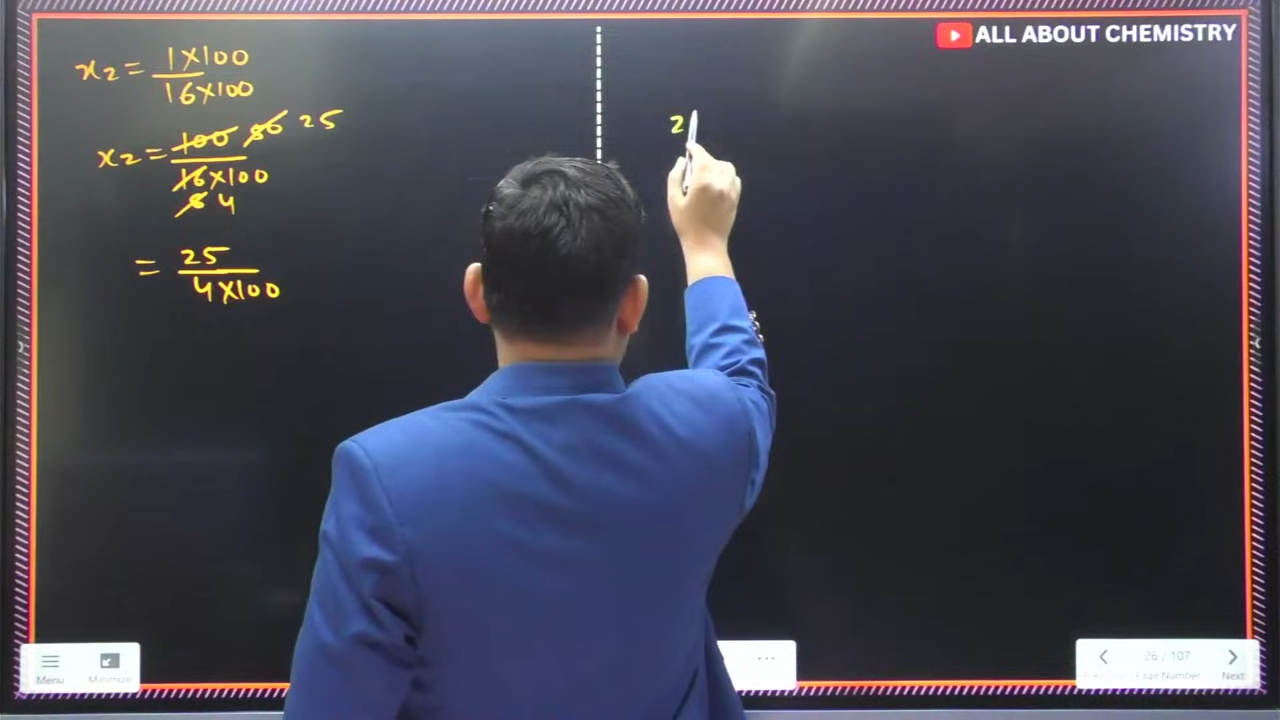 ALL ABOUT CHEMISTRY
x2 = 1×100
16×100
x2 = 100 50 25
16×100
8 4
= 25
4×100
2
Menu
Minimize
26 / 107
Page Number
Next